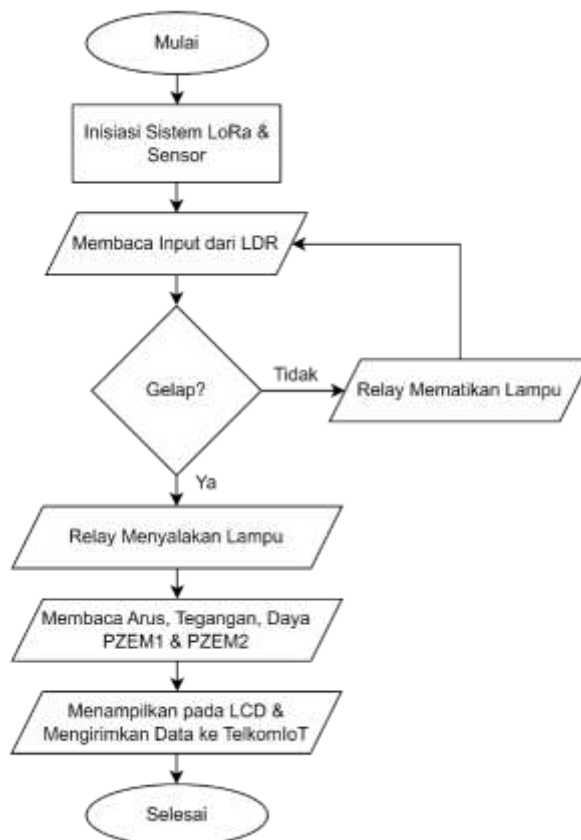 Mulai
Inisiasi Sistem LoRa &
Sensor
Membaca Input dari LDR
Gelap?
Tidak
Relay Mematikan Lampu
Ya
Relay Menyalakan Lampu
Membaca Arus, Tegangan, Daya
PZEM1 & PZEM2
Menampilkan pada LCD &
Mengirimkan Data ke TelkomIoT
Selesai